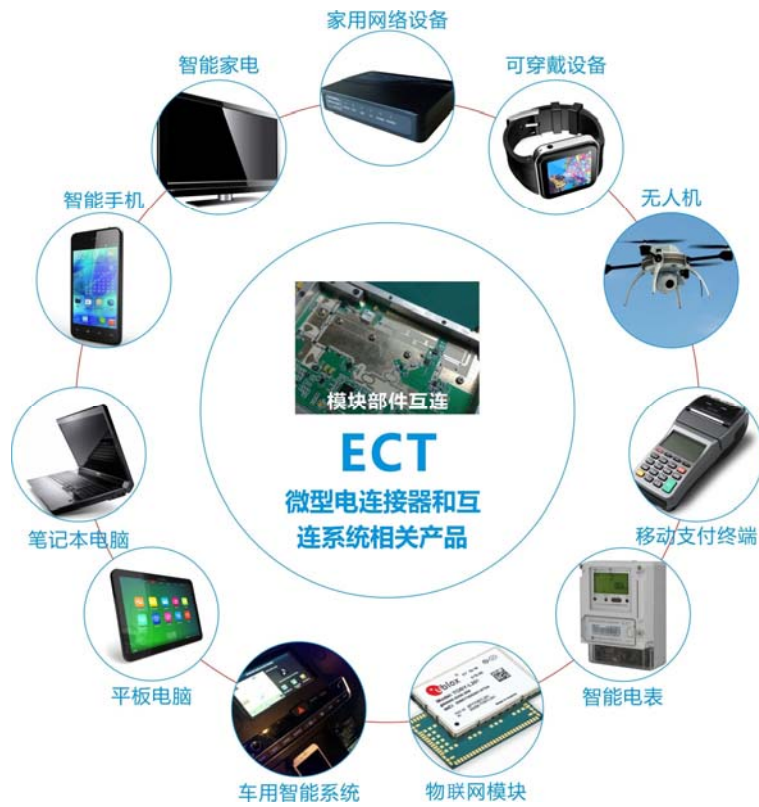 家用网络设备
智能家电
可穿戴设备
智能手机
无人机
模块部件互连
ECT
微型电连接器和互
连系统相关产品
笔记本电脑
移动支付终端
平板电脑
智能电表
车用智能系统
物联网模块
blox